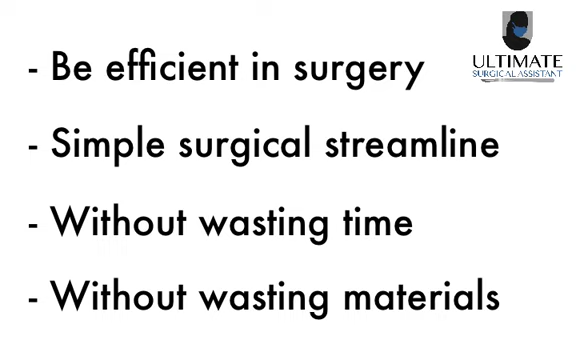 - Be efficient in surgery
ULTIMATE
SURGICAL ASSISTANT
- Simple surgical streamline
- Without wasting time
- Without wasting materials